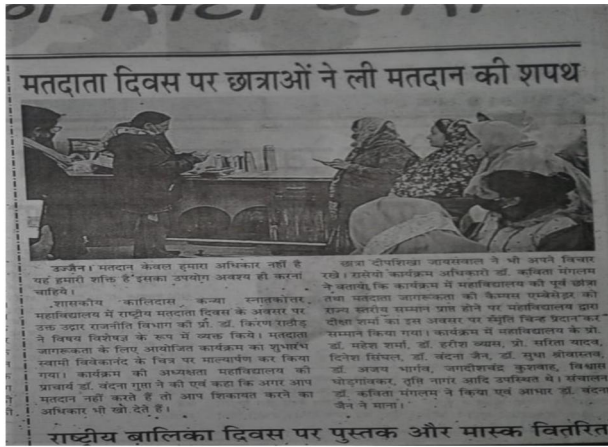 मतदाता दिवस पर छात्राओं ने ली मतदान की शपथ
उज्जैन। मतदान केवल हमारा अधिकार नहीं है
यह हमारी शक्ति है इसका उपयोग अवश्य ही करना
चाहिये।
शासकीय कालिदास कन्या स्नातकोत्तर
महाविद्यालय में राष्ट्रीय मतदाता दिवस के अवसर पर
उक्त उद्गार राजनीति विभाग की प्रो. डॉ. किरण राठौड़
ने विषय विशेषज्ञ के रूप में व्यक्त किये। मतदाता
जागरूकता के लिए आयोजित कार्यक्रम का शुभारंभ
स्वामी विवेकानंद के चित्र पर माल्यार्पण कर किया
गया। कार्यक्रम की अध्यक्षता महाविद्यालय की
प्राचार्य डॉ. वंदना गुप्ता ने की एवं कहा कि अगर आप
मतदान नहीं करते हैं तो आप शिकायत करने का
अधिकार भी खो देते हैं।
छात्रा दीपशिखा जायसवाल ने भी अपने विचार
रखे। रासेयो कार्यक्रम अधिकारी डॉ. कविता मंगलम
ने बताया कि कार्यक्रम में महाविद्यालय की पूर्व छात्रा
तथा मतदाता जागरूकता की कैम्पस एम्बेसेडर को
राज्य स्तरीय सम्मान प्राप्त होने पर महाविद्यालय द्वारा
दीक्षा शर्मा का इस अवसर पर स्मृति चिन्ह प्रदान कर
सम्मान किया गया। कार्यक्रम में महाविद्यालय के प्रो.
डॉ. महेश शर्मा, डॉ. हरीश व्यास, प्रो. सरिता यादव,
दिनेश सिंघल, डॉ. वंदना जैन, डॉ. सुधा श्रीवास्तव,
डॉ. अजय भार्गव, जगदीशचंद्र कुशवाह, विश्वास
घोड़गांवकर, तृप्ति नागर आदि उपस्थित थे। संचालन
डॉ. कविता मंगलम ने किया एवं आभार डॉ. वंदना
जैन ने माना।
राष्ट्रीय बालिका दिवस पर पुस्तक और मास्क वितरित